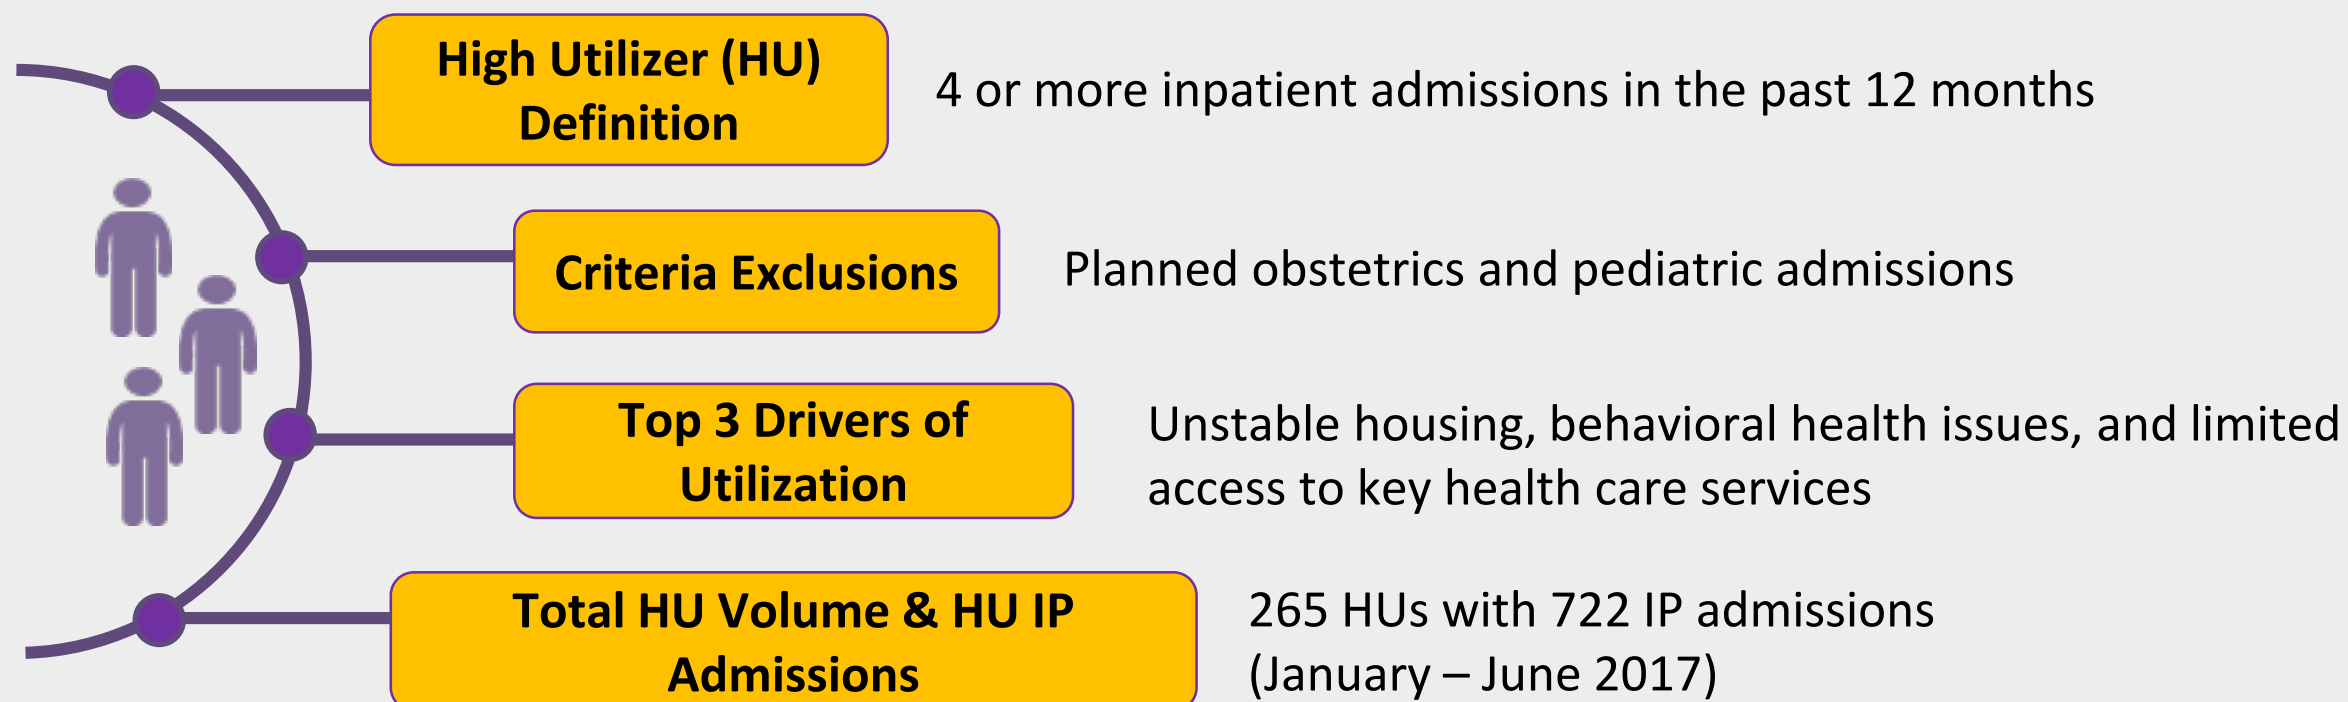 High Utilizer (HU)
Definition
4 or more inpatient admissions in the past 12 months
Criteria Exclusions
Planned obstetrics and pediatric admissions
Top 3 Drivers of
Utilization
Unstable housing, behavioral health issues, and limited
access to key health care services
Total HU Volume & HU IP
Admissions
265 HUs with 722 IP admissions
(January – June 2017)